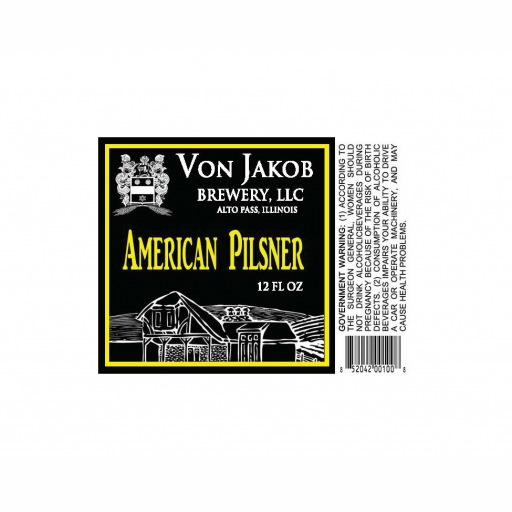 VON JAKOB
BREWERY, LLC
ALTO PASS, ILLINOIS
AMERICAN PILSNER
12 FL OZ
GOVERNMENT WARNING: (1) ACCORDING TO
THE SURGEON GENERAL, WOMEN SHOULD
NOT DRINK ALCOHOLICBEVERAGES DURING
PREGNANCY BECAUSE OF THE RISK OF BIRTH
DEFECTS. (2) CONSUMPTION OF ALCOHOLIC
BEVERAGES IMPAIRS YOUR ABILITY TO DRIVE
A CAR OR OPERATE MACHINERY, AND MAY
CAUSE HEALTH PROBLEMS.
8 52042 00100 8